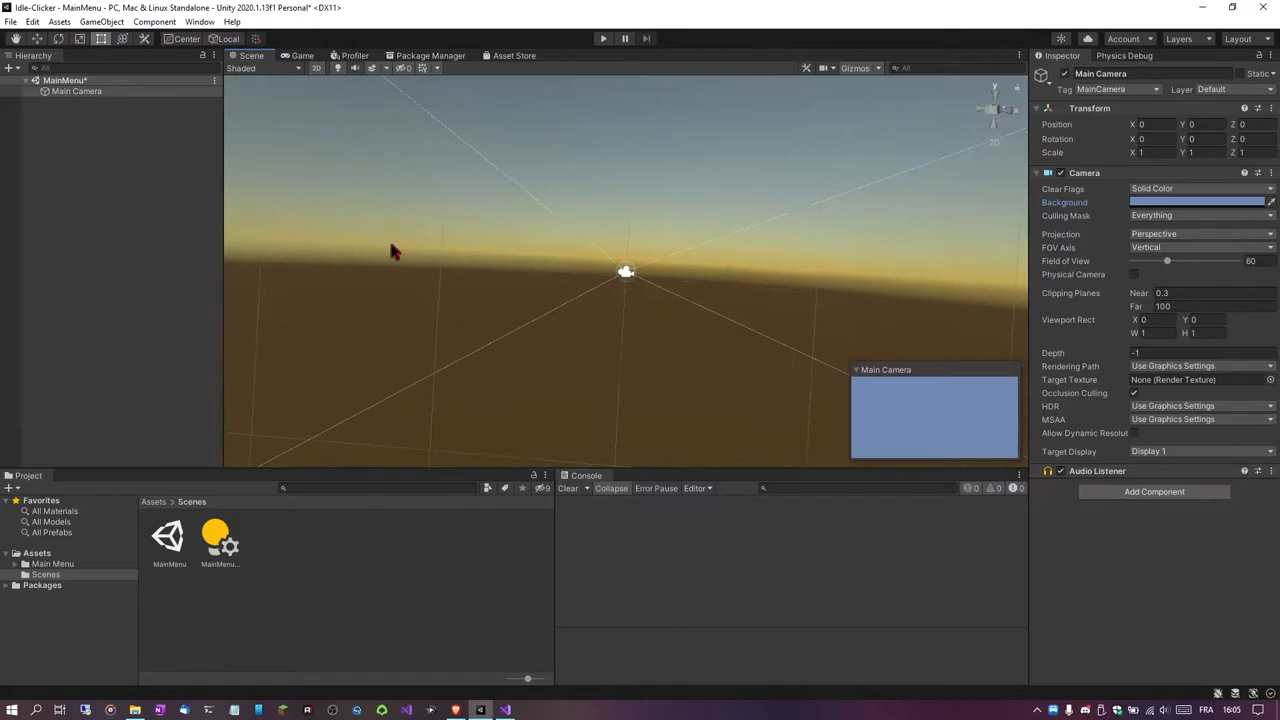 Idle-Clicker - MainMenu - PC, Mac & Linux Standalone - Unity 2020.1.13f1 Personal* <DX11>
File Edit Assets GameObject Component Window Help
Center Local Account Layers Layout
Hierarchy Scene Game Profiler Package Manager Asset Store Inspector Physics Debug
All Shaded 2D 0 Gizmos All
MainMenu*
Main Camera
Main Camera Static
Tag MainCamera Layer Default
Transform
Position X 0 Y 0 Z 0
Rotation X 0 Y 0 Z 0
Scale X 1 Y 1 Z 1
Camera
Clear Flags Solid Color
Background
Culling Mask Everything
Projection Perspective
FOV Axis Vertical
Field of View 60
Physical Camera
Clipping Planes Near 0.3
Far 100
Viewport Rect X 0 Y 0
W 1 H 1
Depth -1
Rendering Path Use Graphics Settings
Target Texture None (Render Texture)
Occlusion Culling
HDR Use Graphics Settings
MSAA Use Graphics Settings
Allow Dynamic Resolut
Target Display Display 1
Audio Listener
Add Component
y
x
2D
Main Camera
Project
9
Favorites
All Materials
All Models
All Prefabs
Assets
Main Menu
Scenes
Packages
Assets > Scenes
MainMenu
MainMenu...
Console
Clear Collapse Error Pause Editor 0 0 0
FRA 16:05